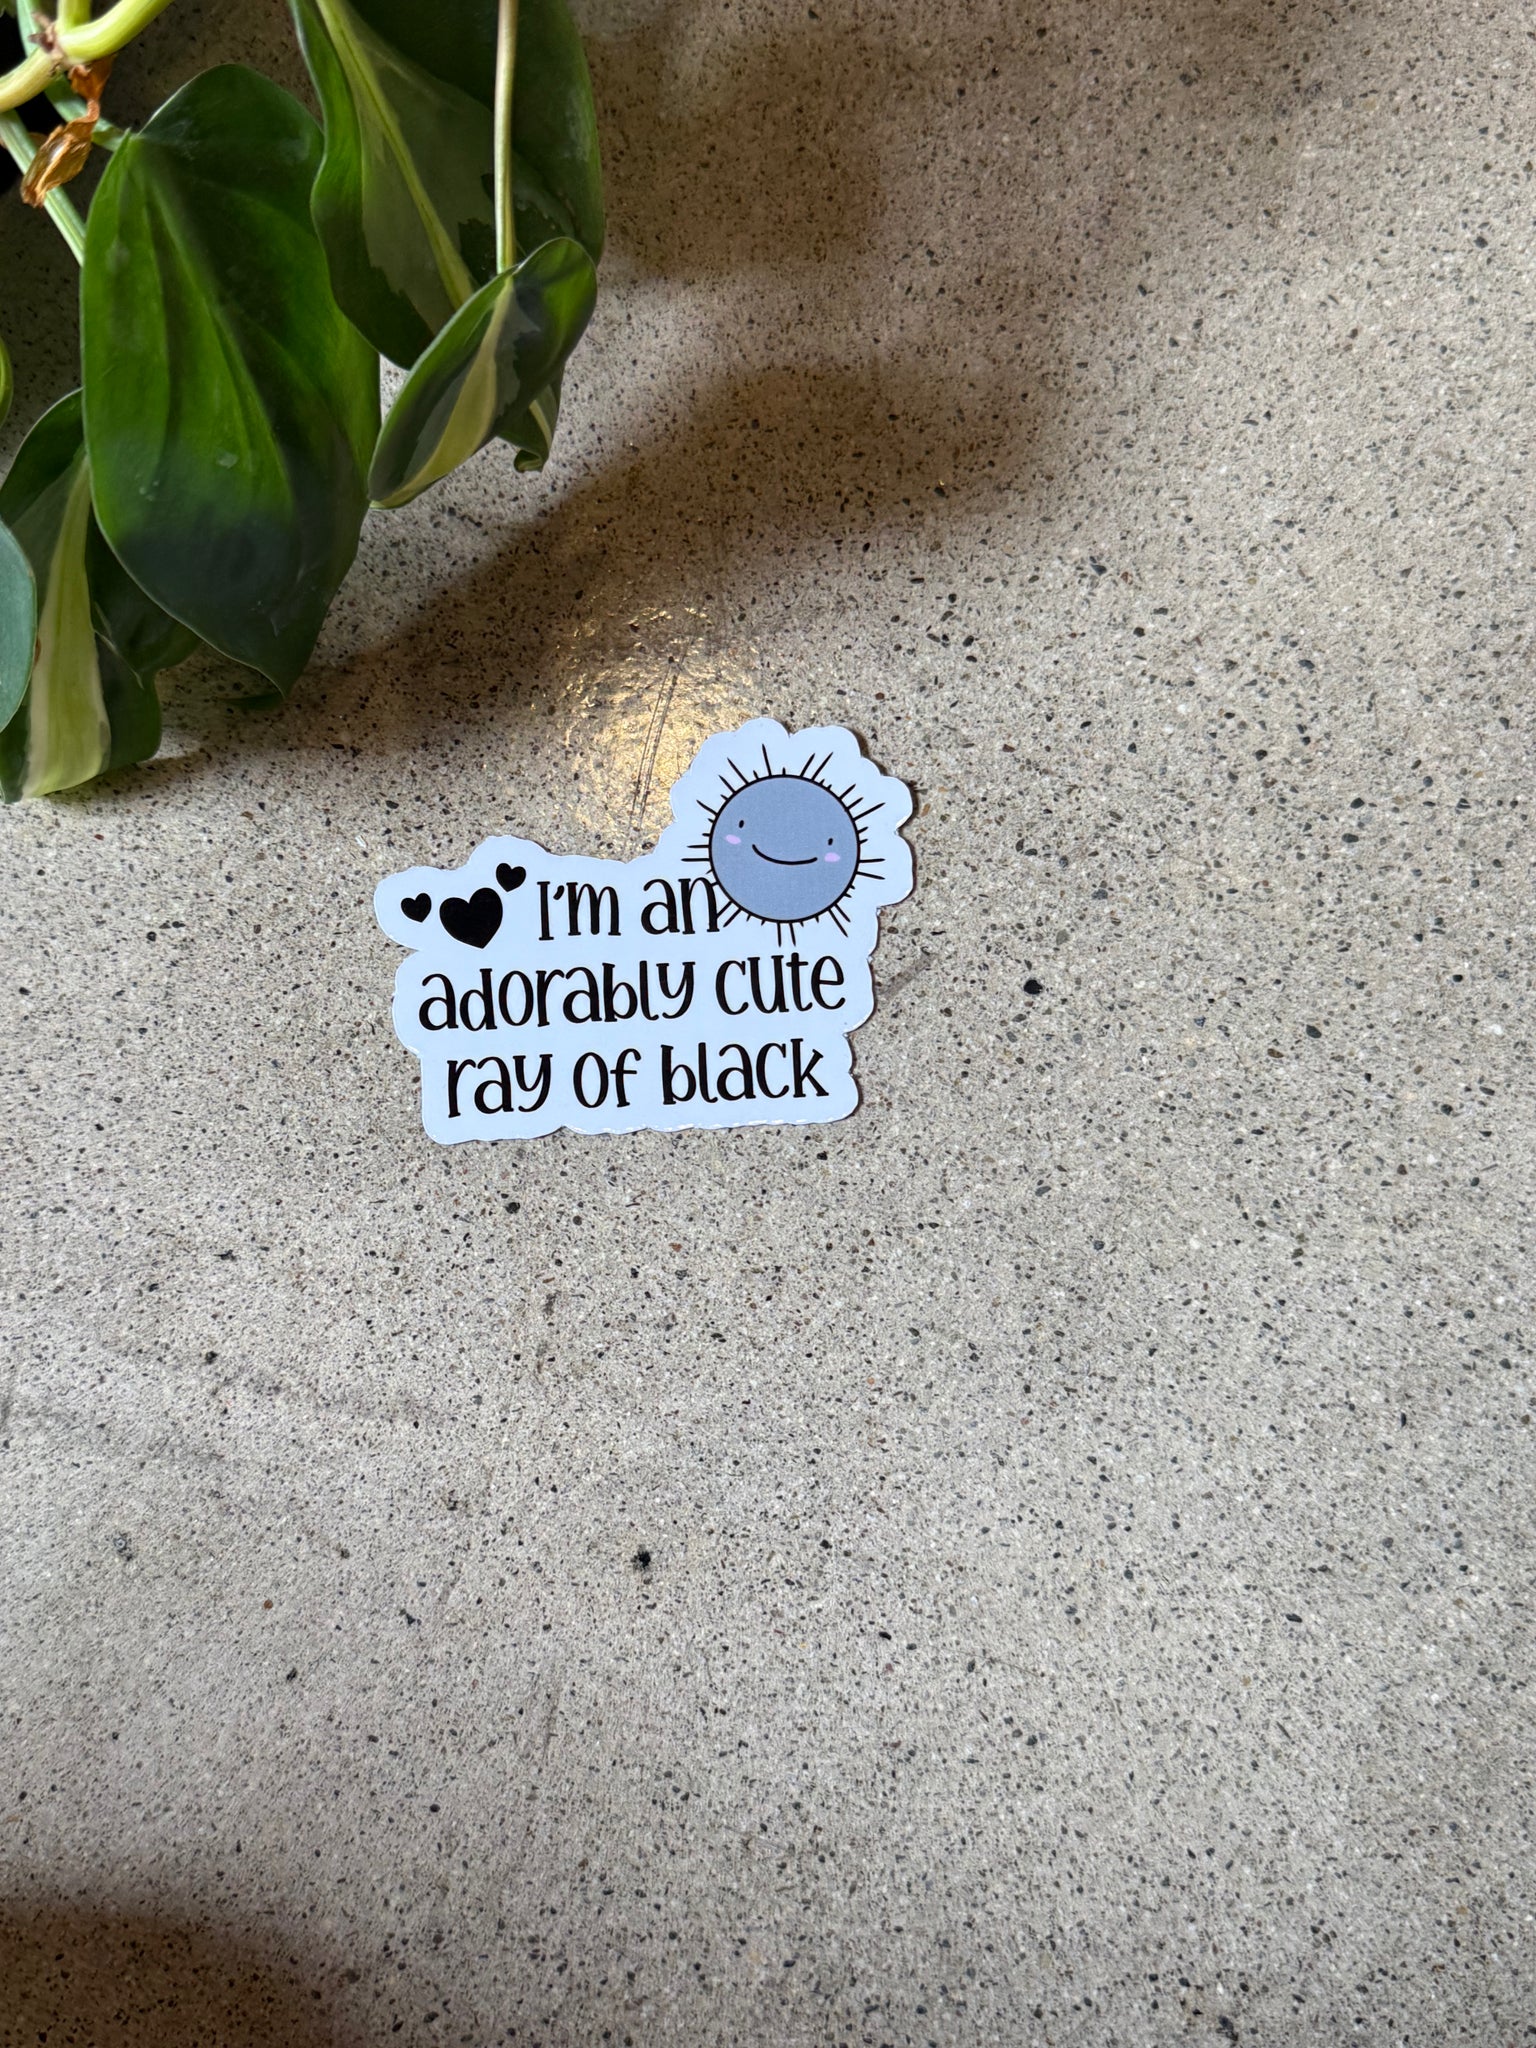 I'm an
adorably cute
ray of black